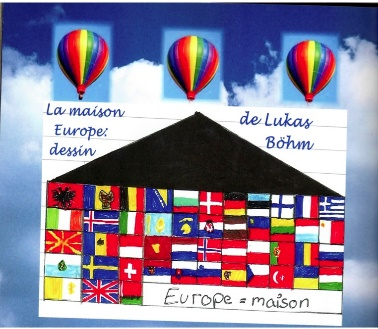 La maison
Europe:
dessin
de Lukas
Böhm
Europe = maison